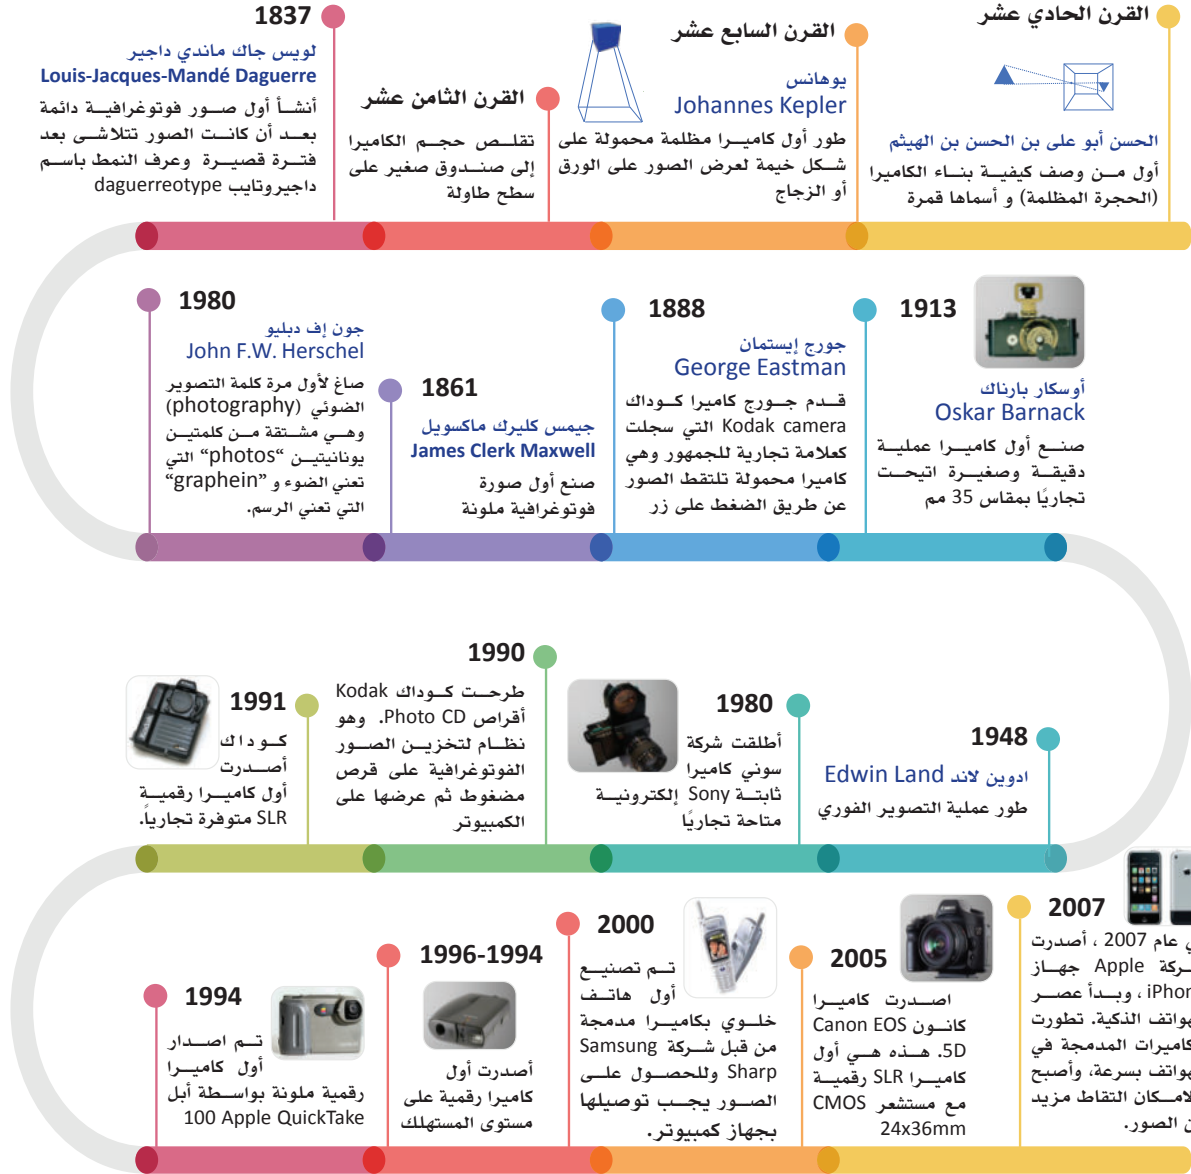 القرن الحادي عشر
الحسن أبو على بن الحسن بن الهيثم
أول من وصف كيفية بناء الكاميرا
(الحجرة المظلمة) و أسماها قمرة
القرن السابع عشر
يوهانس
Johannes Kepler
طور أول كاميرا مظلمة محمولة على
شكل خيمة لعرض الصور على الورق
أو الزجاج
القرن الثامن عشر
تقلص حجم الكاميرا
إلى صندوق صغير على
سطح طاولة
1837
لويس جاك ماندي داجير
Louis-Jacques-Mandé Daguerre
أنشأ أول صور فوتوغرافية دائمة
بعد أن كانت الصور تتلاشى بعد
فترة قصيرة وعرف النمط باسم
داجيروتايب daguerreotype
1980
جون إف دبليو
John F.W. Herschel
صاغ لأول مرة كلمة التصوير
الضوئي (photography)
وهي مشتقة من كلمتين
يونانيتين “photos” التي
تعني الضوء و “graphein”
التي تعني الرسم.
1861
جيمس كليرك ماكسويل
James Clerk Maxwell
صنع أول صورة
فوتوغرافية ملونة
1888
جورج إيستمان
George Eastman
قدم جورج كاميرا كوداك
Kodak camera التي سجلت
كعلامة تجارية للجمهور وهي
كاميرا محمولة تلتقط الصور
عن طريق الضغط على زر
1913
أوسكار بارناك
Oskar Barnack
صنع أول كاميرا عملية
دقيقة وصغيرة اتيحت
تجاريًا بمقاس 35 مم
1948
ادوين لاند Edwin Land
طور عملية التصوير الفوري
1980
أطلقت شركة
سوني كاميرا
ثابتة Sony إلكترونية
متاحة تجاريًا
1990
طرحت كوداك Kodak
أقراص Photo CD، وهو
نظام لتخزين الصور
الفوتوغرافية على قرص
مضغوط ثم عرضها على
الكمبيوتر
1991
كوداك
أصدرت
أول كاميرا رقمية
SLR متوفرة تجارياً.
1994
تم اصدار
أول كاميرا
رقمية ملونة بواسطة أبل
100 Apple QuickTake
1996-1994
أصدرت أول
كاميرا رقمية على
مستوى المستهلك
2000
تم تصنيع
أول هاتف
خلوي بكاميرا مدمجة
من قبل شركة Samsung
Sharp وللحصول على
الصور يجب توصيلها
بجهاز كمبيوتر.
2005
اصدرت كاميرا
كانون Canon EOS
5D. هذه هي أول
كاميرا SLR رقمية
مع مستشعر CMOS
24x36mm
2007
عام 2007 ، أصدرت
Apple جهاز
، وبدأ عصر
الذكية. تطورت
المدمجة في
بسرعة، وأصبح
التقاط مزيد
الصور.